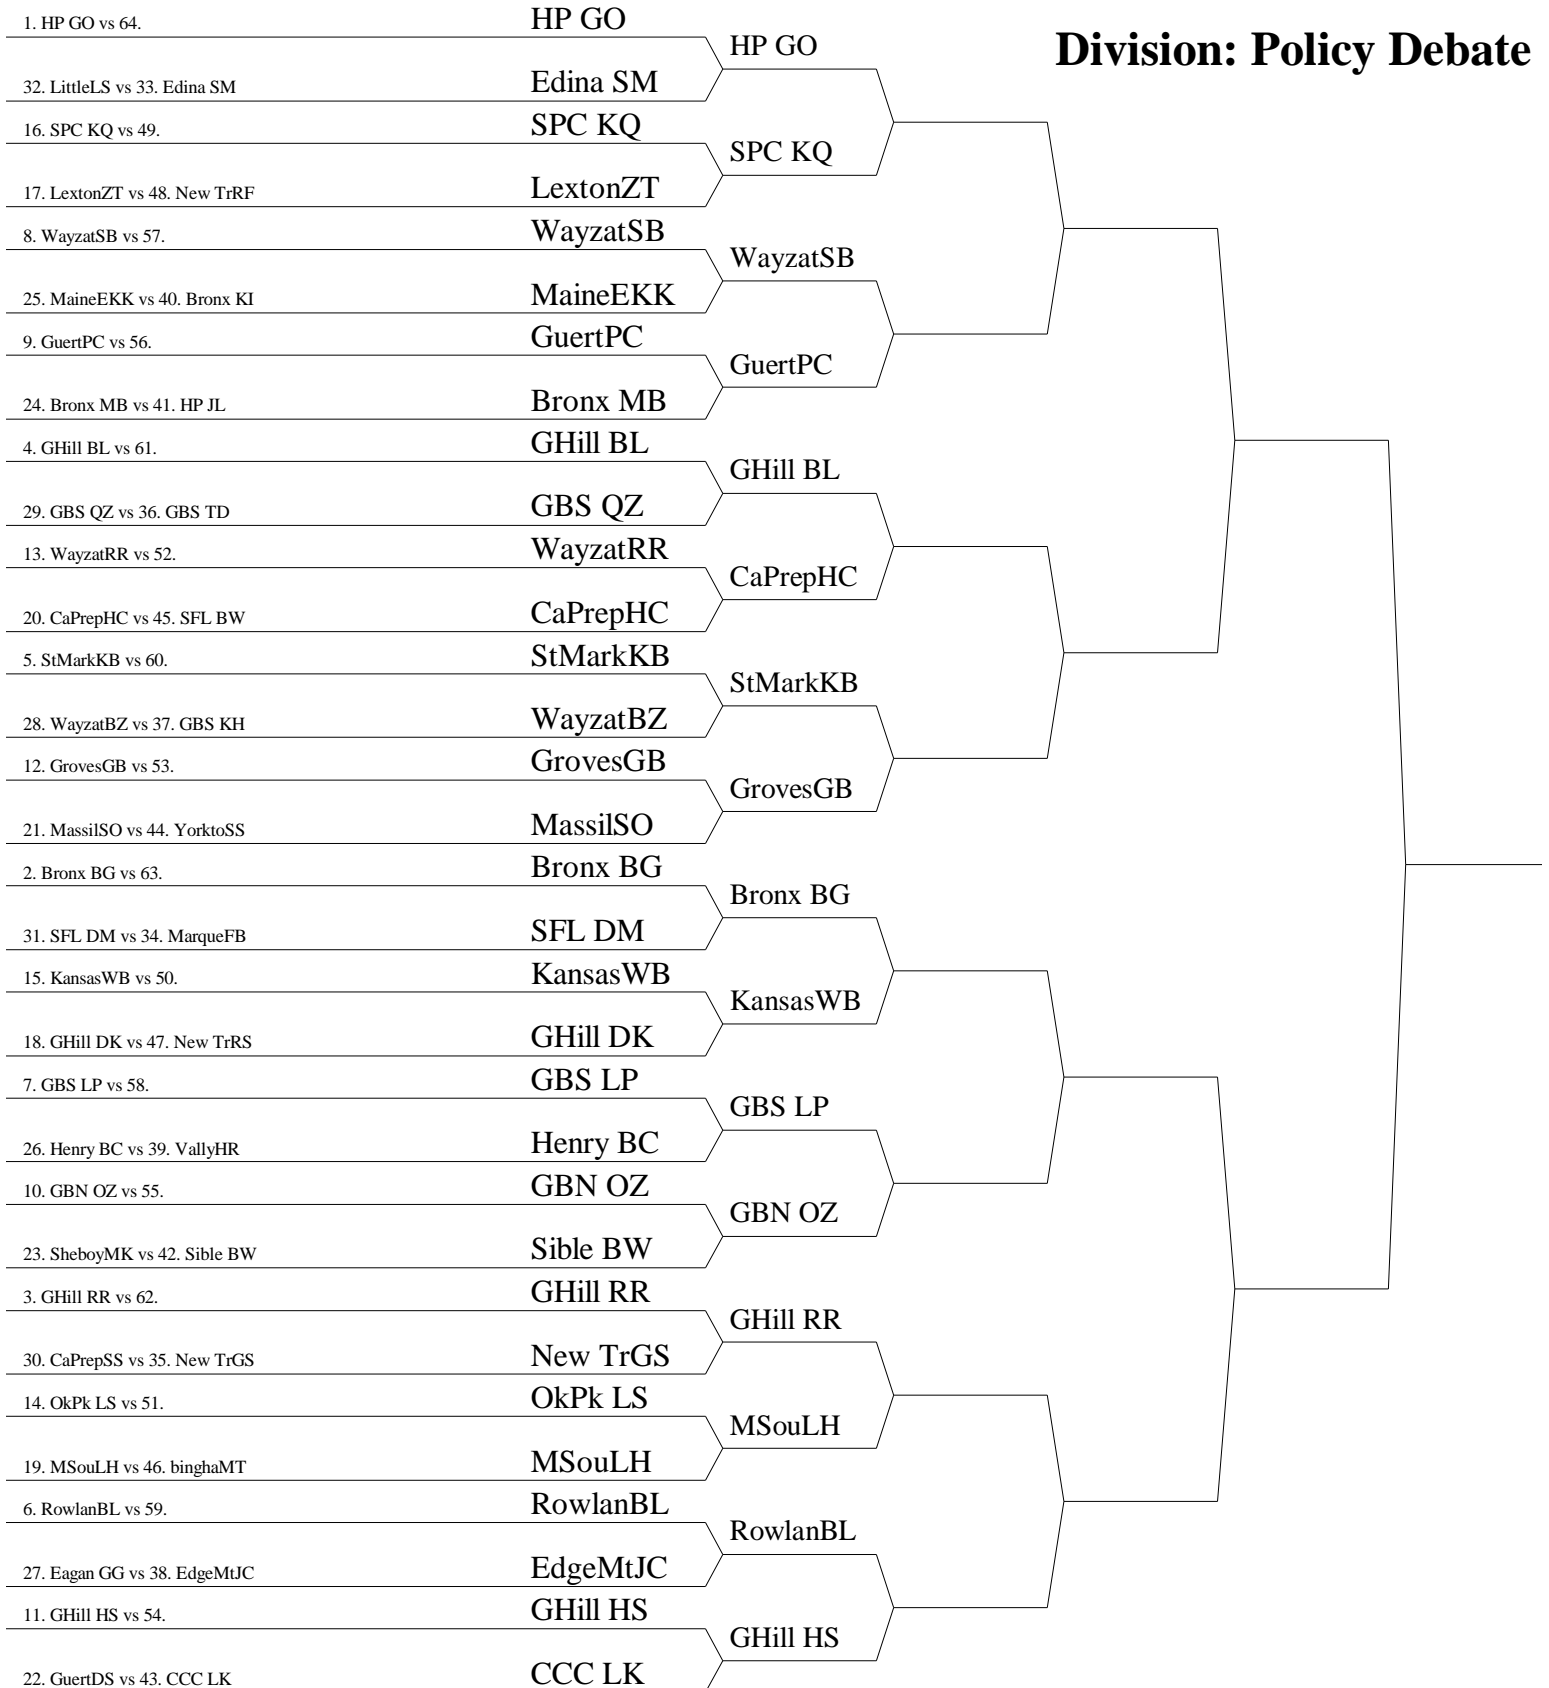 Division: Policy Debate
1. HP GO vs 64.
HP GO
HP GO
32. LittleLS vs 33. Edina SM
Edina SM
16. SPC KQ vs 49.
SPC KQ
SPC KQ
17. LextonZT vs 48. New TrRF
LextonZT
8. WayzatSB vs 57.
WayzatSB
WayzatSB
25. MaineEKK vs 40. Bronx KI
MaineEKK
9. GuertPC vs 56.
GuertPC
GuertPC
24. Bronx MB vs 41. HP JL
Bronx MB
4. GHill BL vs 61.
GHill BL
GHill BL
29. GBS QZ vs 36. GBS TD
GBS QZ
13. WayzatRR vs 52.
WayzatRR
CaPrepHC
20. CaPrepHC vs 45. SFL BW
CaPrepHC
5. StMarkKB vs 60.
StMarkKB
StMarkKB
28. WayzatBZ vs 37. GBS KH
WayzatBZ
12. GrovesGB vs 53.
GrovesGB
GrovesGB
21. MassilSO vs 44. YorktoSS
MassilSO
2. Bronx BG vs 63.
Bronx BG
Bronx BG
31. SFL DM vs 34. MarqueFB
SFL DM
15. KansasWB vs 50.
KansasWB
KansasWB
18. GHill DK vs 47. New TrRS
GHill DK
7. GBS LP vs 58.
GBS LP
GBS LP
26. Henry BC vs 39. VallyHR
Henry BC
10. GBN OZ vs 55.
GBN OZ
GBN OZ
23. SheboyMK vs 42. Sible BW
Sible BW
3. GHill RR vs 62.
GHill RR
GHill RR
30. CaPrepSS vs 35. New TrGS
New TrGS
14. OkPk LS vs 51.
OkPk LS
MSouLH
19. MSouLH vs 46. binghaMT
MSouLH
6. RowlanBL vs 59.
RowlanBL
RowlanBL
27. Eagan GG vs 38. EdgeMtJC
EdgeMtJC
11. GHill HS vs 54.
GHill HS
GHill HS
22. GuertDS vs 43. CCC LK
CCC LK